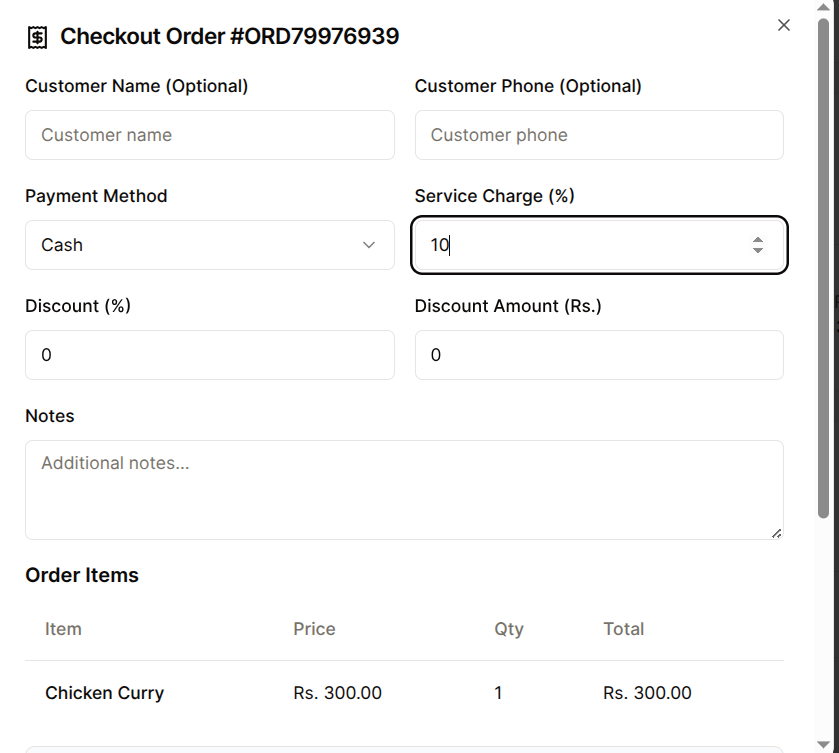 Checkout Order #ORD79976939
Customer Name (Optional) Customer Phone (Optional)
Customer name Customer phone
Payment Method Service Charge (%)
Cash 10
Discount (%) Discount Amount (Rs.)
0 0
Notes
Additional notes...
Order Items
Item Price Qty Total
Chicken Curry Rs. 300.00 1 Rs. 300.00